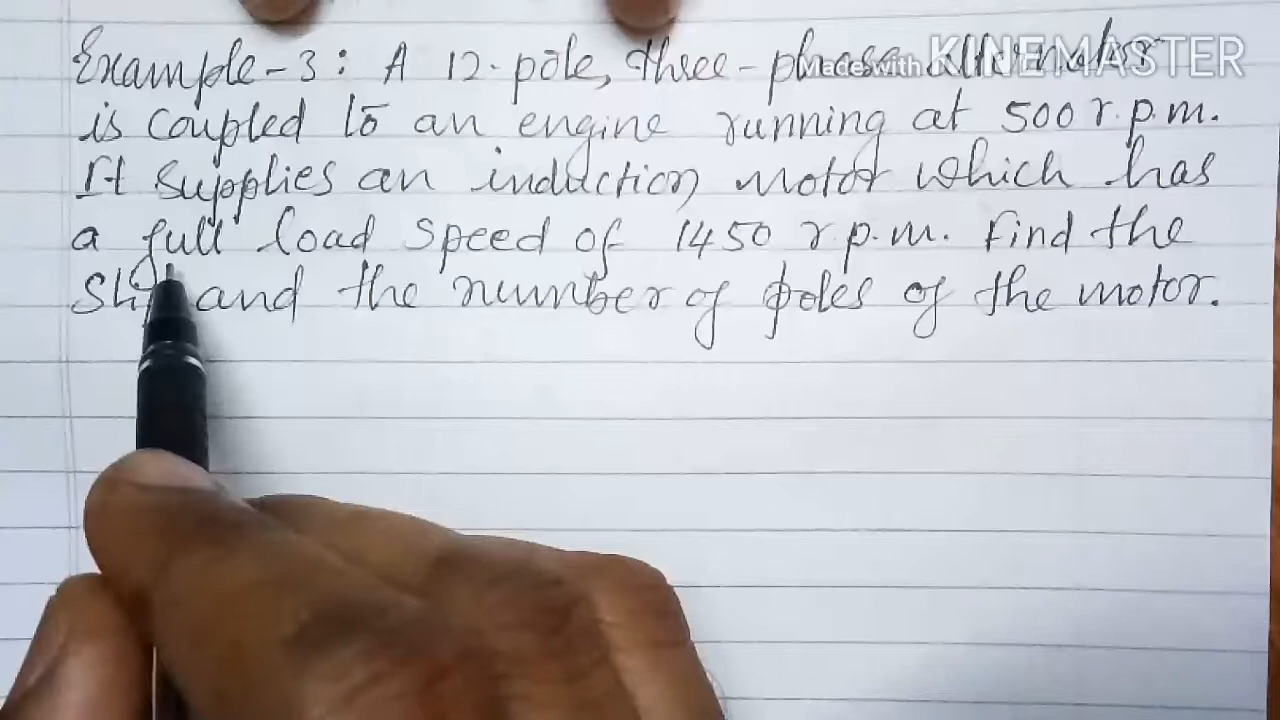 Example-3: A 12-pole, three-phase alternator
Made with KINEMASTER
is coupled to an engine running at 500 r.p.m.
It supplies an induction motor which has
a full load speed of 1450 r.p.m. Find the
slip and the number of poles of the motor.